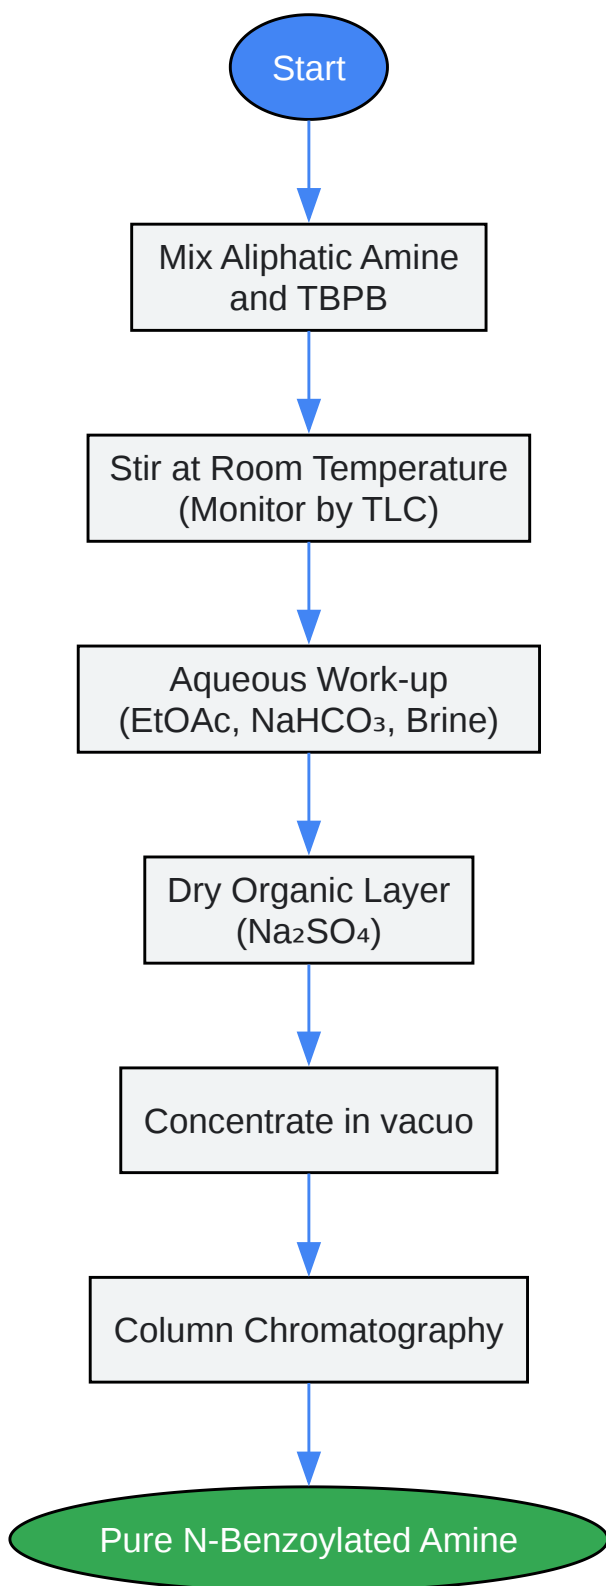 Start
Mix Aliphatic Amine
and TBPB
Stir at Room Temperature
(Monitor by TLC)
Aqueous Work-up
(EtOAc, NaHCO₃, Brine)
Dry Organic Layer
(Na₂SO₄)
Concentrate in vacuo
Column Chromatography
Pure N-Benzoylated Amine